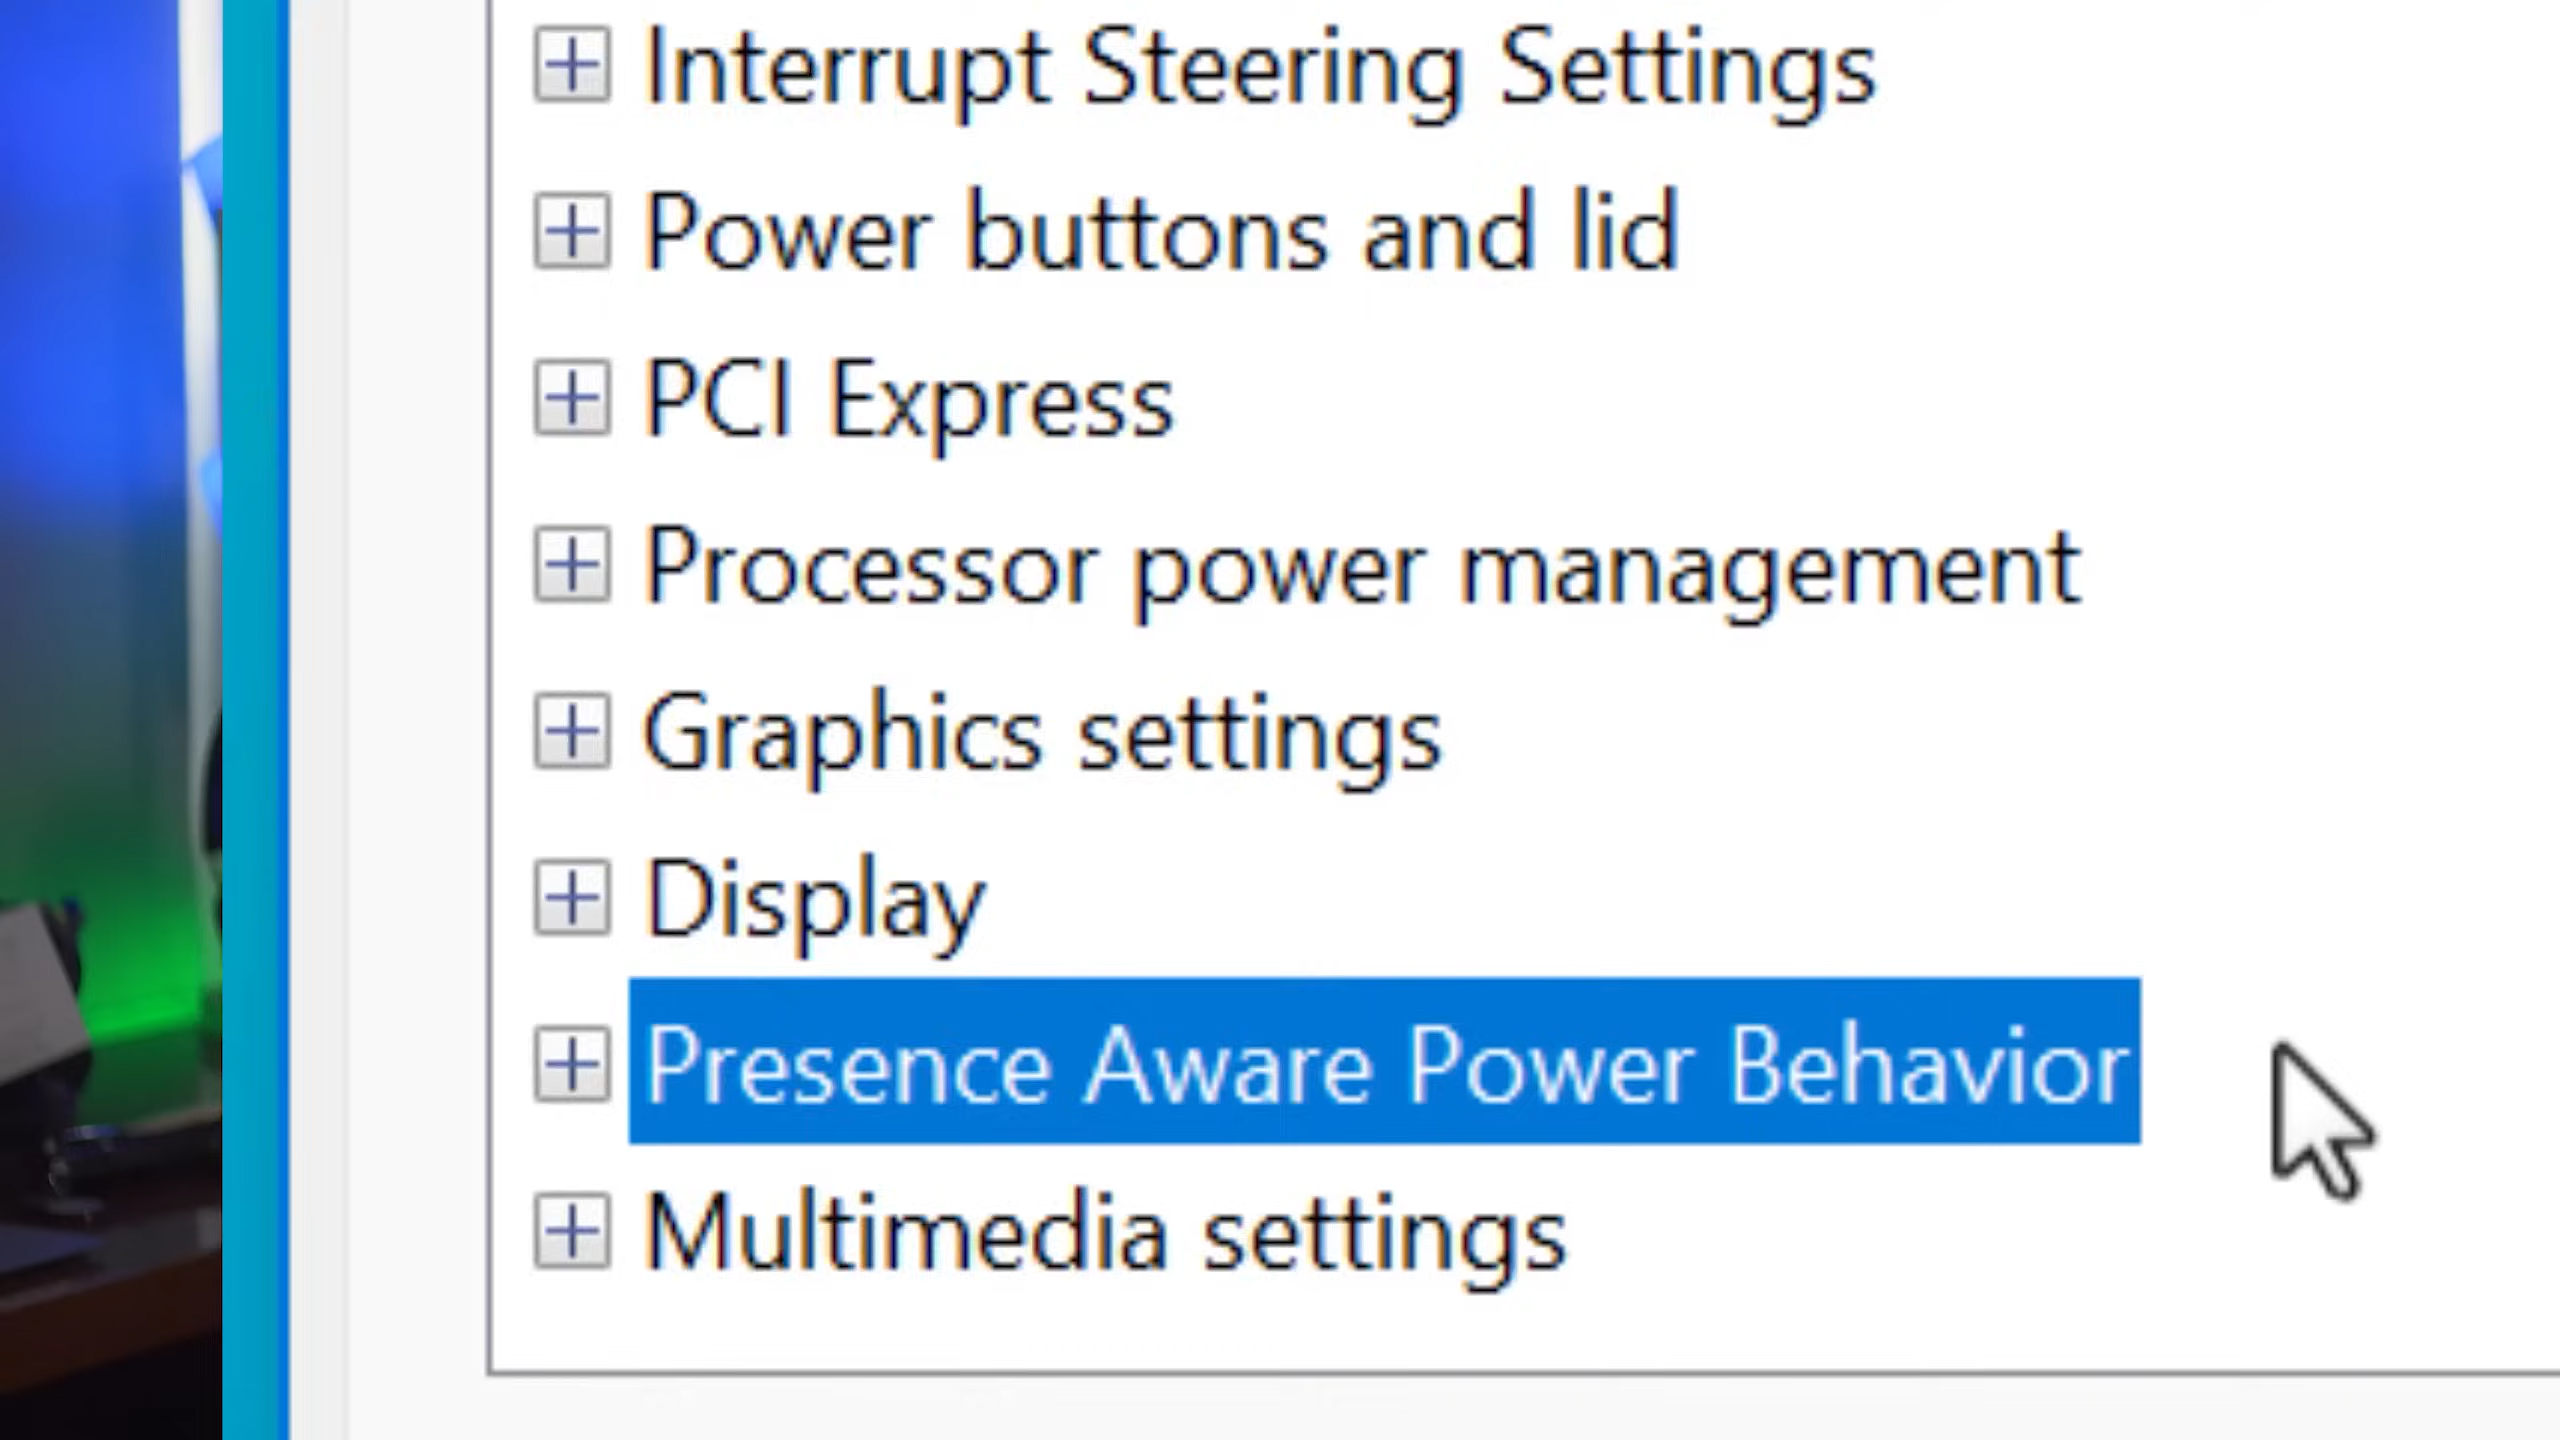 Interrupt Steering Settings
Power buttons and lid
PCI Express
Processor power management
Graphics settings
Display
Presence Aware Power Behavior
Multimedia settings